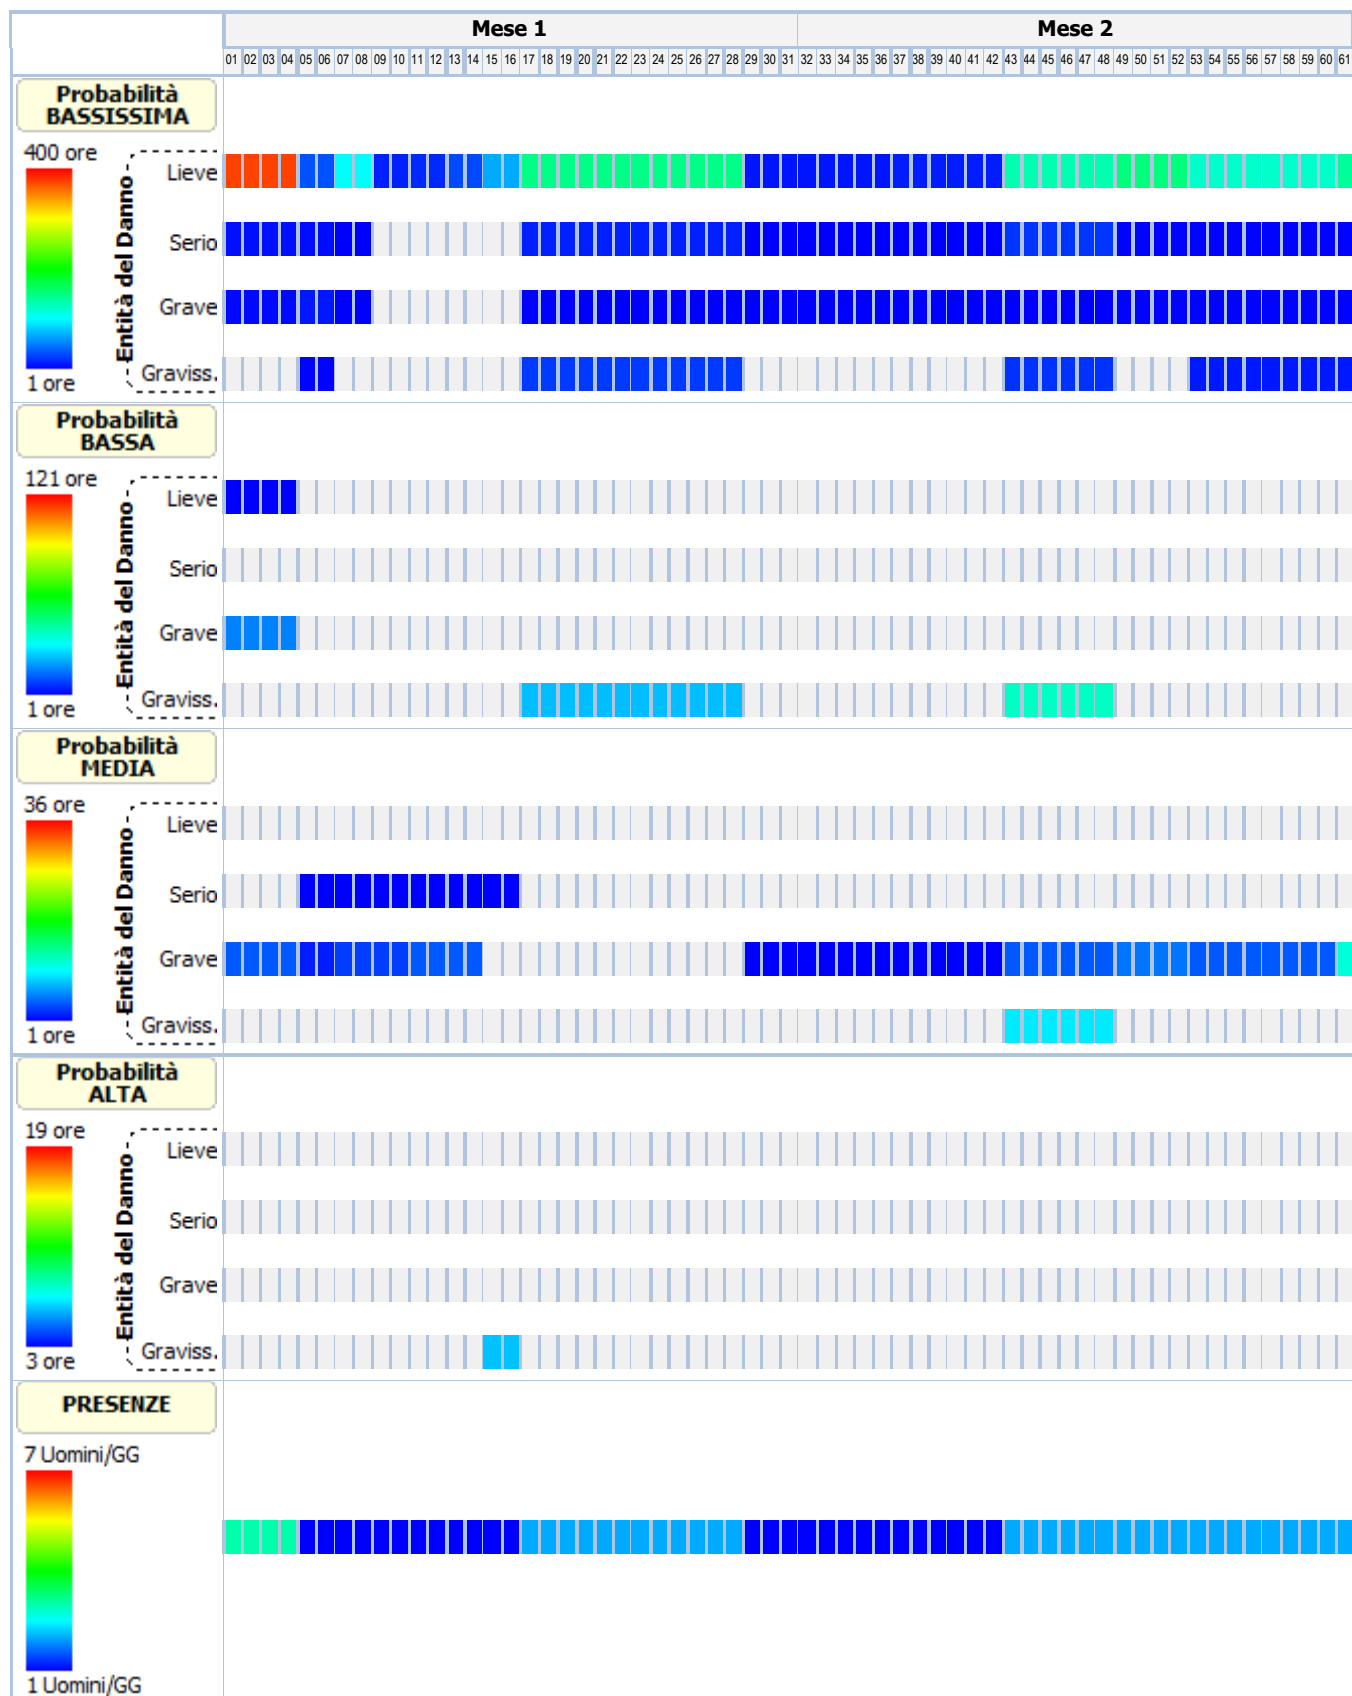 Mese 1 Mese 2
01 02 03 04 05 06 07 08 09 10 11 12 13 14 15 16 17 18 19 20 21 22 23 24 25 26 27 28 29 30 31 32 33 34 35 36 37 38 39 40 41 42 43 44 45 46 47 48 49 50 51 52 53 54 55 56 57 58 59 60 61
Probabilità
BASSISSIMA
400 ore
Entità del Danno
Lieve
Serio
Grave
Graviss.
1 ore
Probabilità
BASSA
121 ore
Entità del Danno
Lieve
Serio
Grave
Graviss.
1 ore
Probabilità
MEDIA
36 ore
Entità del Danno
Lieve
Serio
Grave
Graviss.
1 ore
Probabilità
ALTA
19 ore
Entità del Danno
Lieve
Serio
Grave
Graviss.
3 ore
PRESENZE
7 Uomini/GG
1 Uomini/GG